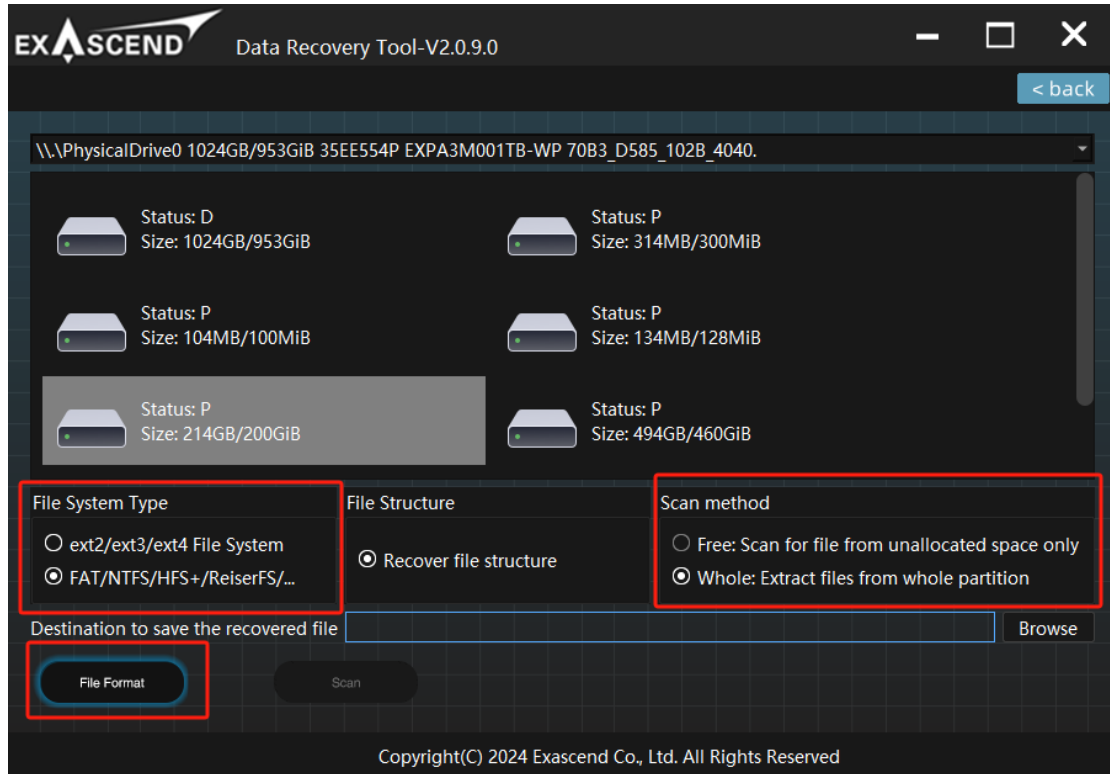 EXASCEND
Data Recovery Tool-V2.0.9.0
< back
\\.\PhysicalDrive0 1024GB/953GiB 35EE554P EXPA3M001TB-WP 70B3_D585_102B_4040.
Status: D
Size: 1024GB/953GiB
Status: P
Size: 314MB/300MiB
Status: P
Size: 104MB/100MiB
Status: P
Size: 134MB/128MiB
Status: P
Size: 214GB/200GiB
Status: P
Size: 494GB/460GiB
File System Type
ext2/ext3/ext4 File System
FAT/NTFS/HFS+/ReiserFS/...
File Structure
Recover file structure
Scan method
Free: Scan for file from unallocated space only
Whole: Extract files from whole partition
Destination to save the recovered file
Browse
File Format
Scan
Copyright(C) 2024 Exascend Co., Ltd. All Rights Reserved